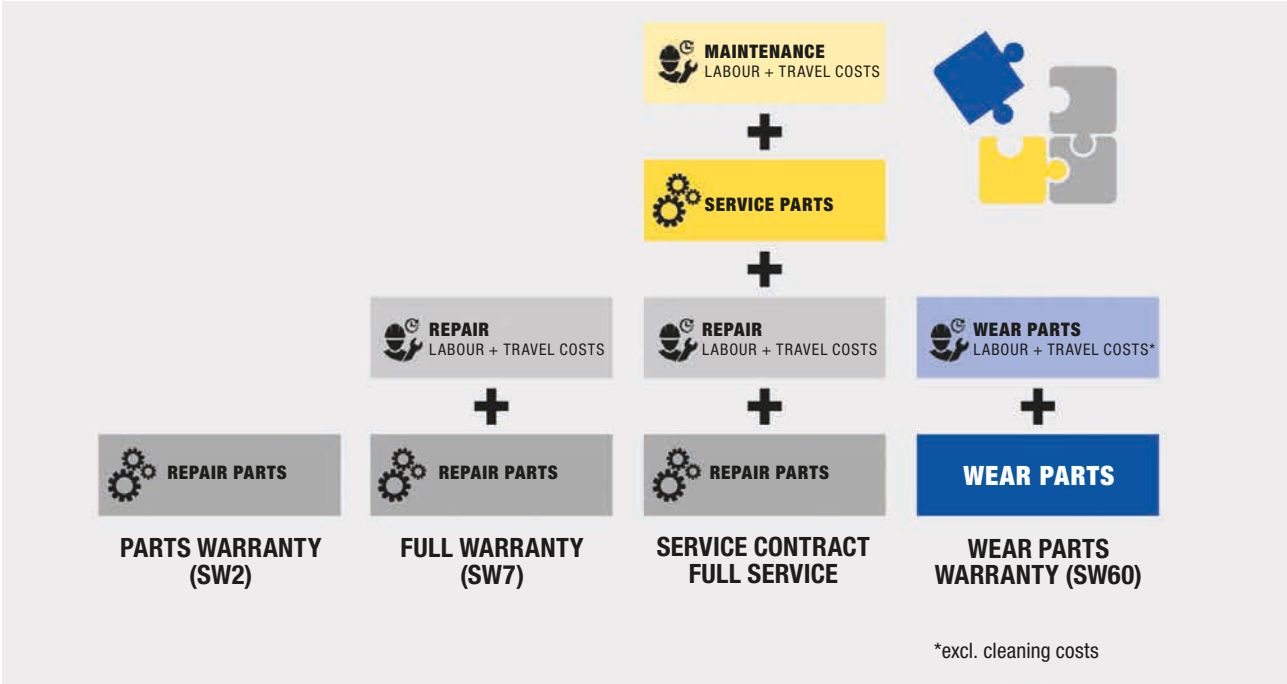 MAINTENANCE
LABOUR + TRAVEL COSTS
SERVICE PARTS
REPAIR
LABOUR + TRAVEL COSTS
REPAIR
LABOUR + TRAVEL COSTS
WEAR PARTS
LABOUR + TRAVEL COSTS*
REPAIR PARTS
REPAIR PARTS
REPAIR PARTS
WEAR PARTS
PARTS WARRANTY
(SW2)
FULL WARRANTY
(SW7)
SERVICE CONTRACT
FULL SERVICE
WEAR PARTS
WARRANTY (SW60)
*excl. cleaning costs